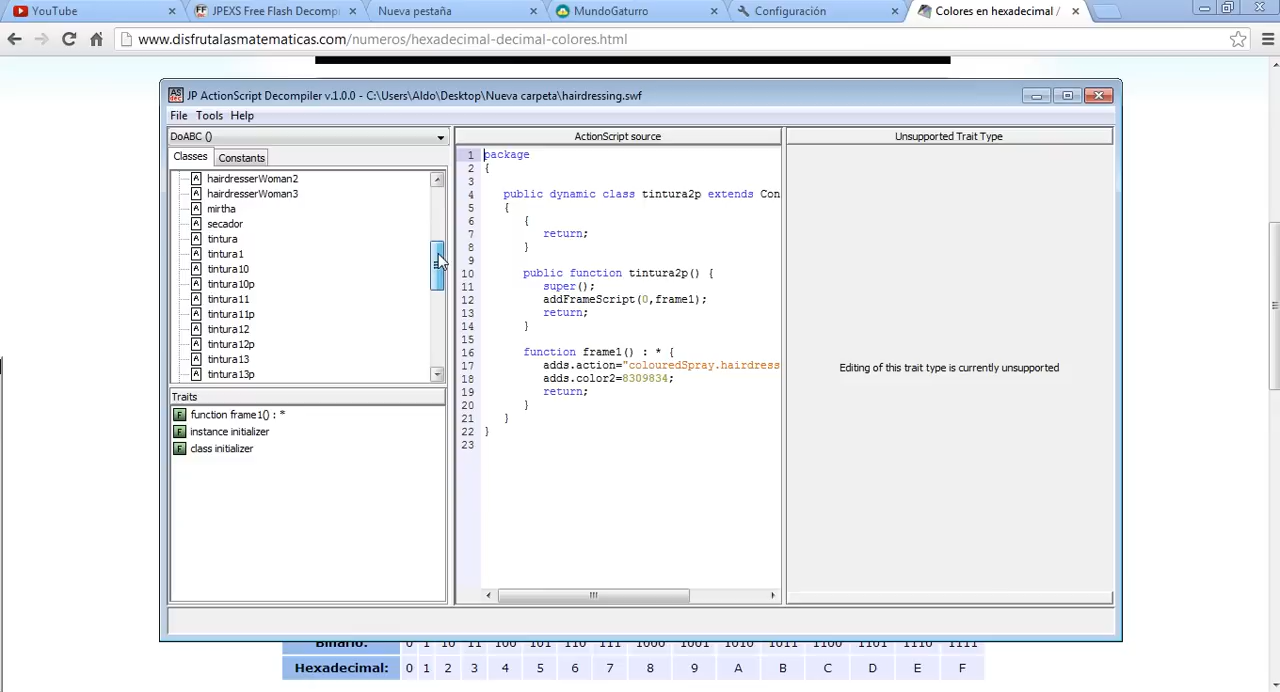 YouTube
JPEXS Free Flash Decomp
Nueva pestaña
MundoGaturro
Configuración
Colores en hexadecimal /
www.disfrutalasmatematicas.com/numeros/hexadecimal-decimal-colores.html
JP ActionScript Decompiler v.1.0.0 - C:\Users\Aldo\Desktop\Nueva carpeta\hairdressing.swf
File Tools Help
DoABC ()
Classes
Constants
hairdresserWoman2
hairdresserWoman3
mirtha
secador
tintura
tintura1
tintura10
tintura10p
tintura11
tintura11p
tintura12
tintura12p
tintura13
tintura13p
Traits
function frame1() : *
instance initializer
class initializer
ActionScript source
1 package
2 {
3
4 public dynamic class tintura2p extends Con
5 {
6 {
7 return;
8 }
9
10 public function tintura2p() {
11 super();
12 addFrameScript(0,frame1);
13 return;
14 }
15
16 function frame1() : * {
17 adds.action="colouredSpray.hairdress
18 adds.color2=8309834;
19 return;
20 }
21 }
22 }
23
Unsupported Trait Type
Editing of this trait type is currently unsupported
Binario: 0 1 10 11 100 101 110 111 1000 1001 1010 1011 1100 1101 1110 1111
Hexadecimal: 0 1 2 3 4 5 6 7 8 9 A B C D E F